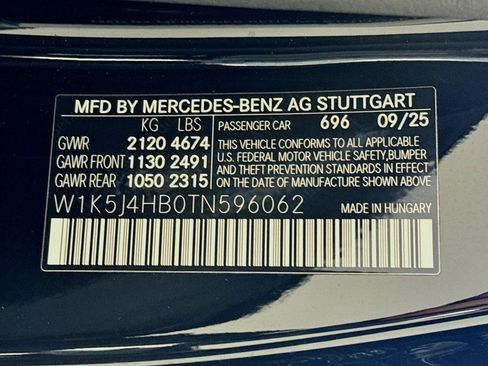 MFD BY MERCEDES-BENZ AG STUTTGART
KG LBS PASSENGER CAR 696 09/25
GVWR 2120 4674
GAWR FRONT 1130 2491
GAWR REAR 1050 2315
THIS VEHICLE CONFORMS TO ALL APPLICABLE
U.S. FEDERAL MOTOR VEHICLE SAFETY,BUMPER
AND THEFT PREVENTION STANDARDS IN
EFFECT ON THE DATE OF MANUFACTURE SHOWN ABOVE.
W1K5J4HB0TN596062 MADE IN HUNGARY